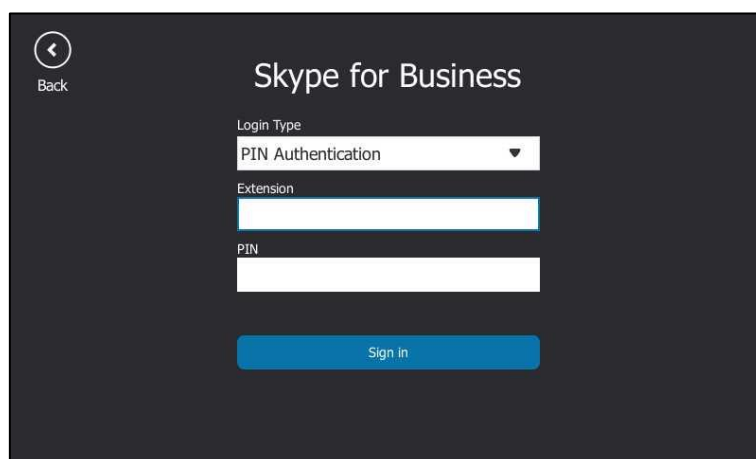 Back
Skype for Business
Login Type
PIN Authentication
Extension
PIN
Sign in